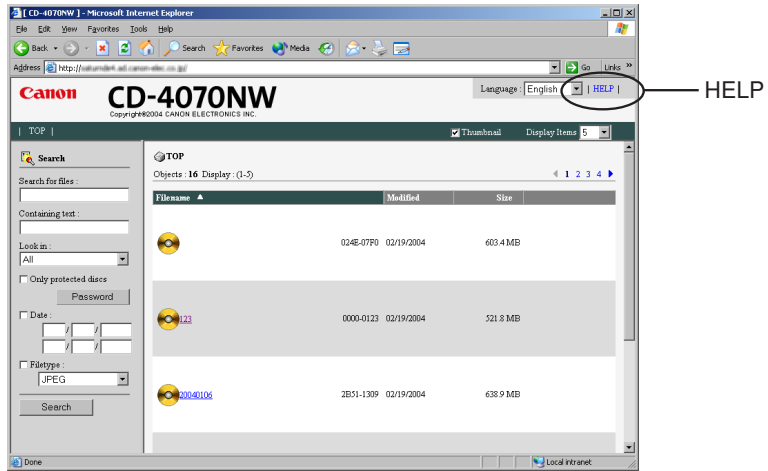 [ CD-4070NW ] - Microsoft Internet Explorer
File Edit View Favorites Tools Help
Back Search Favorites Media
Address http:// Go Links »
Canon CD-4070NW Language : English | HELP | HELP
Copyright©2004 CANON ELECTRONICS INC.
| TOP | Thumbnail Display Items 5
Search
Search for files :
Containing text :
Look in :
All
Only protected discs
Password
Date :
/ /
/ /
Filetype :
JPEG
Search
TOP
Objects : 16 Display : (1-5) 1 2 3 4
Filename Modified Size
024E-07F0 02/19/2004 603.4 MB
123 0000-0123 02/19/2004 521.8 MB
20040106 2B51-1309 02/19/2004 638.9 MB
Done Local intranet